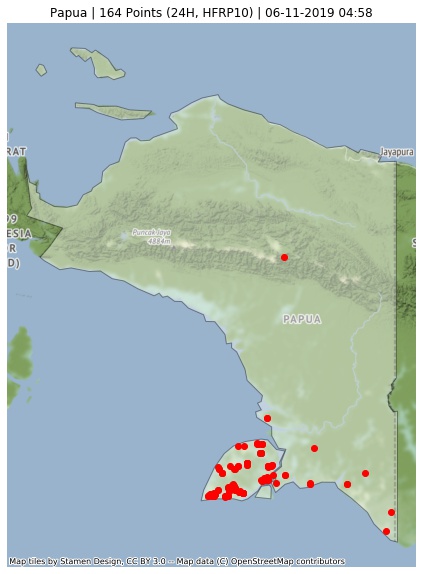 Papua | 164 Points (24H, HFRP10) | 06-11-2019 04:58
RAT
Jayapura
09
ESIA
R
D)
Puncak Jaya
4884m
S
PAPUA
Map tiles by Stamen Design, CC BY 3.0 -- Map data (C) OpenStreetMap contributors